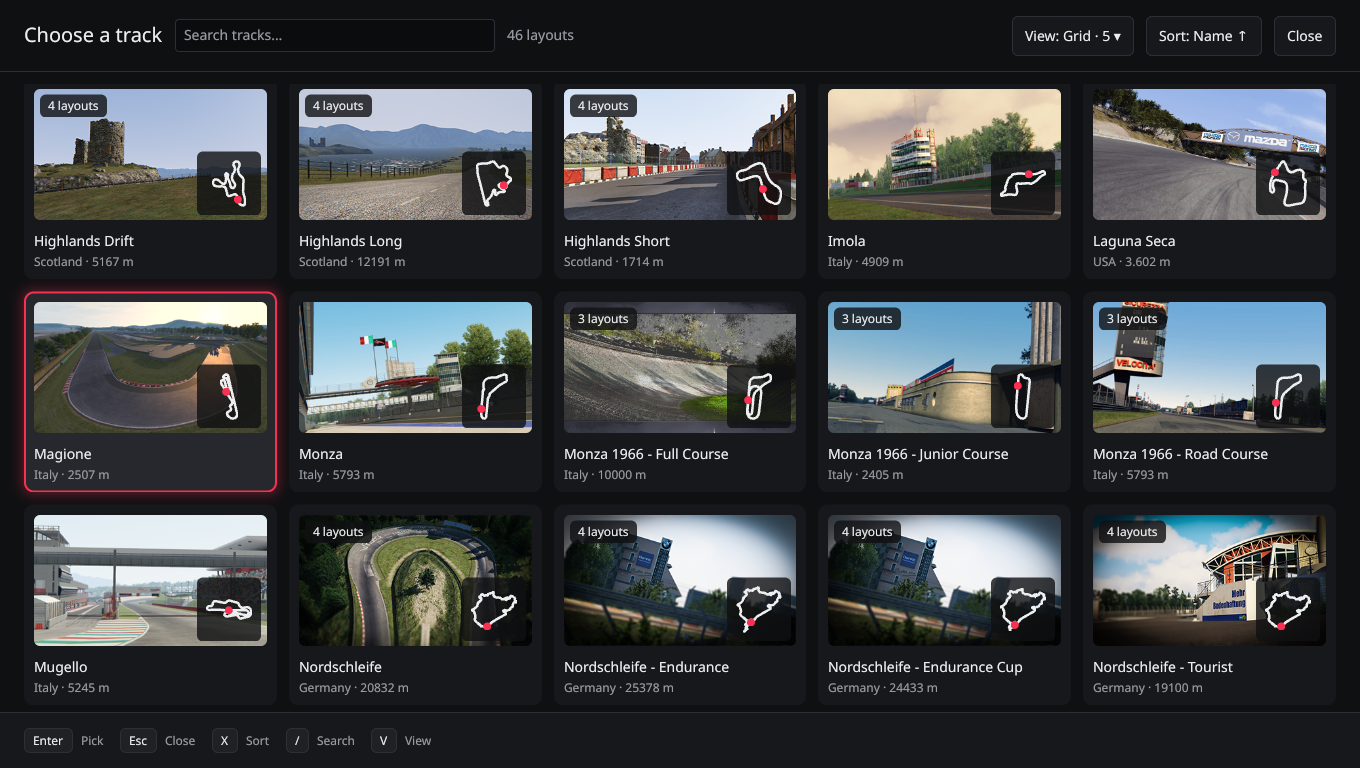 Choose a track
Search tracks...
46 layouts
View: Grid · 5 ▾
Sort: Name ↑
Close
4 layouts
4 layouts
4 layouts
mazda
Highlands Drift
Scotland · 5167 m
Highlands Long
Scotland · 12191 m
Highlands Short
Scotland · 1714 m
Imola
Italy · 4909 m
Laguna Seca
USA · 3.602 m
3 layouts
3 layouts
3 layouts
VELOCITA
Magione
Italy · 2507 m
Monza
Italy · 5793 m
Monza 1966 - Full Course
Italy · 10000 m
Monza 1966 - Junior Course
Italy · 2405 m
Monza 1966 - Road Course
Italy · 5793 m
4 layouts
4 layouts
4 layouts
4 layouts
Mugello
Italy · 5245 m
Nordschleife
Germany · 20832 m
Nordschleife - Endurance
Germany · 25378 m
Nordschleife - Endurance Cup
Germany · 24433 m
Nordschleife - Tourist
Germany · 19100 m
Enter Pick Esc Close X Sort / Search V View